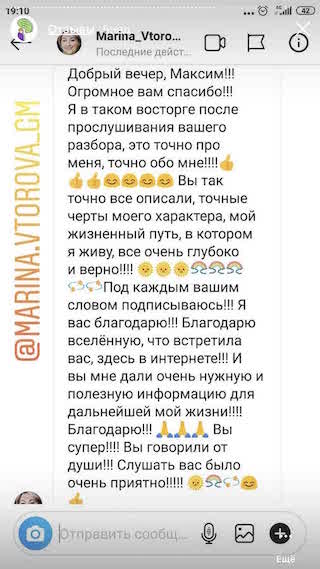 19:10
4G 42
Отзывы
Marina_Vtoro...
Последние дейст...
@MARINA.VTOROVA_GM
Добрый вечер, Максим!!!
Огромное вам спасибо!!!
Я в таком восторге после
прослушивания вашего
разбора, это точно про
меня, точно обо мне!!!!👍
👍👍😊😊😊😊 Вы так
точно все описали, точные
черты моего характера, мой
жизненный путь, в котором
я живу, все очень глубоко
и верно!!!! 🌝🌝🌝🌈🌈🌈
💫💫Под каждым вашим
словом подписываюсь!!! Я
вас благодарю!!! Благодарю
вселённую, что встретила
вас, здесь в интернете!!! И
вы мне дали очень нужную и
полезную информацию для
дальнейшей мой жизни!!!!
Благодарю!!! 🙏🙏🙏 Вы
супер!!!! Вы говорили от
души!!! Слушать вас было
очень приятно!!!!! 🌝🌈💫🤗
👍
Отправить сообщ...
Ещё